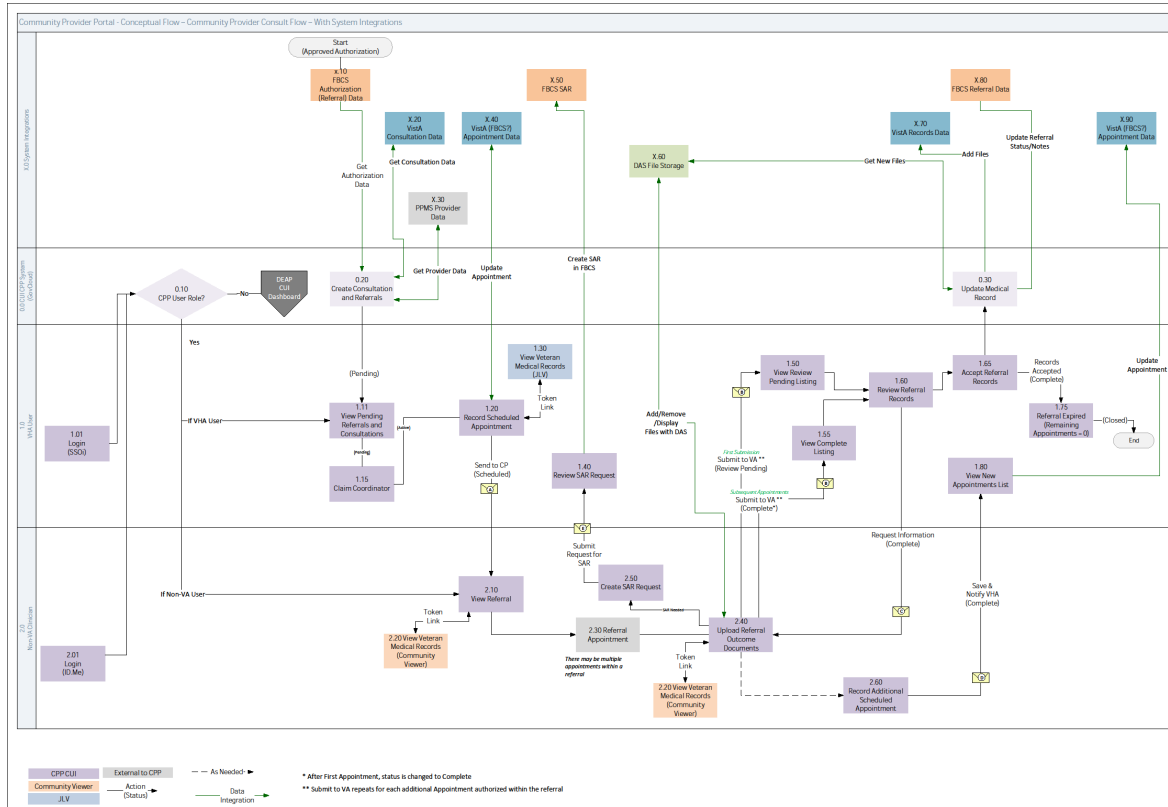 Community Provider Portal - Conceptual Flow – Community Provider Consult Flow – With System Integrations
X.0 System Integrations
Start
(Approved Authorization)
x.10
FBCS
Authorization
(Referral) Data
X.20
VistA
Consultation Data
X.40
VistA (FBCS?)
Appointment Data
X.50
FBCS SAR
X.60
DAS File Storage
X.70
VistA Records Data
X.80
FBCS Referral Data
X.90
VistA (FBCS?)
Appointment Data
X.30
PPMS Provider
Data
Get
Authorization
Data
Get Consultation Data
Get Provider Data
Update
Appointment
Create SAR
in FBCS
Get New Files
Add Files
Update Referral
Status/Notes
0.0 CUI CPP System
(GovCloud)
0.10
CPP User Role?
No
DEAP
CUI
Dashboard
0.20
Create Consultation
and Referrals
0.30
Update Medical
Record
Yes
1.0
VHA User
1.01
Login
(SSOi)
If VHA User
(Pending)
1.11
View Pending
Referrals and
Consultations
(Pending)
1.15
Claim Coordinator
(Active)
1.20
Record Scheduled
Appointment
1.30
View Veteran
Medical Records
(JLV)
Token
Link
Send to CP
(Scheduled)
A
1.40
Review SAR Request
E
Add/Remove
/Display
Files with DAS
First Submission
Submit to VA **
(Review Pending)
Subsequent Appointments
Submit to VA **
(Complete*)
B
1.50
View Review
Pending Listing
1.55
View Complete
Listing
B
1.60
Review Referral
Records
1.65
Accept Referral
Records
Records
Accepted
(Complete)
1.75
Referral Expired
(Remaining
Appointments = 0)
(Closed)
End
Update
Appointment
1.80
View New
Appointments List
2.0
Non-VA Clinician
2.01
Login
(ID.Me)
If Non-VA User
2.10
View Referral
Token
Link
2.20 View Veteran
Medical Records
(Community
Viewer)
2.30 Referral
Appointment
There may be multiple
appointments within a
referral
Submit
Request for
SAR
2.50
Create SAR Request
SAR Needed
2.40
Upload Referral
Outcome
Documents
Token
Link
2.20 View Veteran
Medical Records
(Community
Viewer)
Request Information
(Complete)
C
2.60
Record Additional
Scheduled
Appointment
Save &
Notify VHA
(Complete)
D
CPP CUI
External to CPP
Community Viewer
JLV
As Needed
Action
(Status)
Data
Integration
* After First Appointment, status is changed to Complete
** Submit to VA repeats for each additional Appointment authorized within the referral